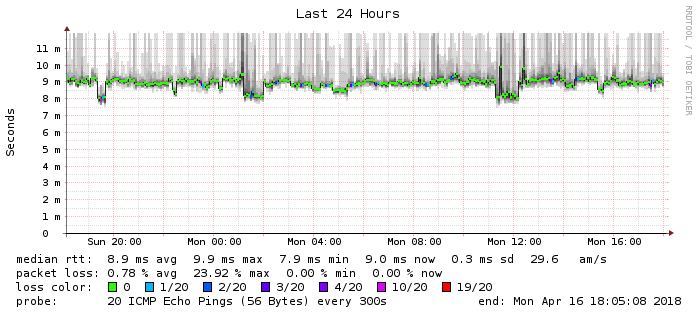 Last 24 Hours
RRDTOOL / TOBI OETIKER
Seconds
11 m
10 m
9 m
8 m
7 m
6 m
5 m
4 m
3 m
2 m
1 m
0
Sun 20:00 Mon 00:00 Mon 04:00 Mon 08:00 Mon 12:00 Mon 16:00
median rtt: 8.9 ms avg 9.9 ms max 7.9 ms min 9.0 ms now 0.3 ms sd 29.6 am/s
packet loss: 0.78 % avg 23.92 % max 0.00 % min 0.00 % now
loss color: 0 1/20 2/20 3/20 4/20 10/20 19/20
probe: 20 ICMP Echo Pings (56 Bytes) every 300s end: Mon Apr 16 18:05:08 2018